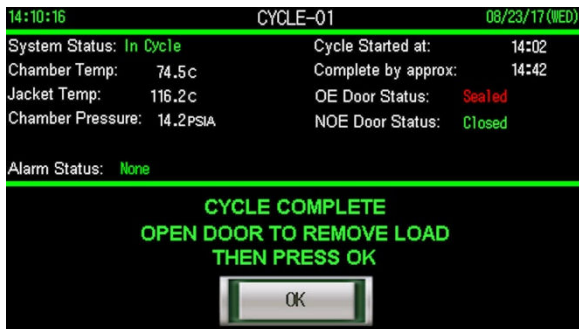 14:10:16 CYCLE-01 08/23/17(WED)
System Status: In Cycle Cycle Started at: 14:02
Chamber Temp: 74.5C Complete by approx: 14:42
Jacket Temp: 116.2C OE Door Status: Sealed
Chamber Pressure: 14.2PSIA NOE Door Status: Closed
Alarm Status: None
CYCLE COMPLETE
OPEN DOOR TO REMOVE LOAD
THEN PRESS OK
OK